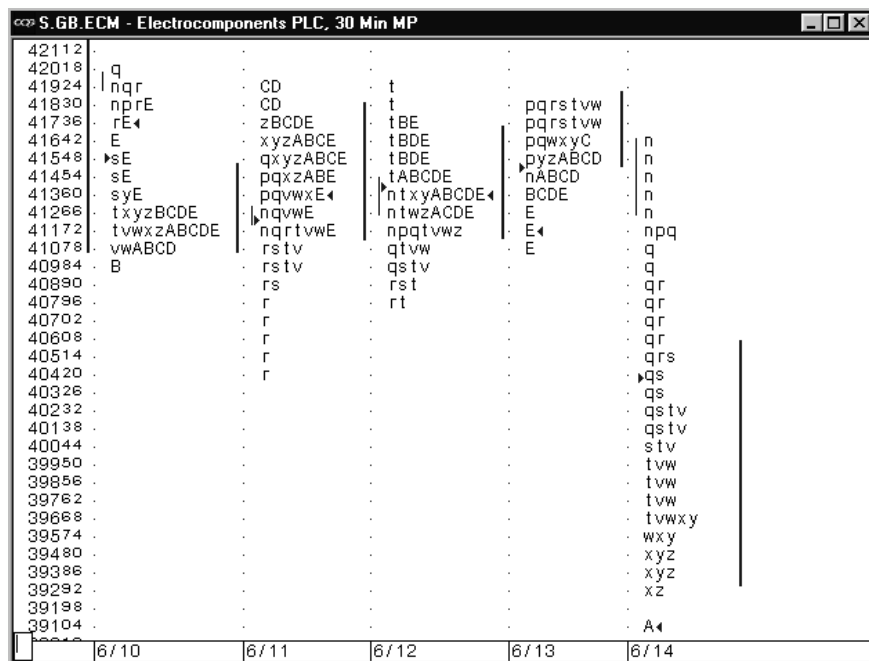 CQG S.GB.ECM - Electrocomponents PLC, 30 Min MP
42112
42018 q
41924 nqr CD t
41830 nprE CD t pqrstvw
41736 rE zBCDE tBE pqrstvw
41642 E xyzABCE tBDE pqwxyC n
41548 sE qxyzABCE tBDE pyzABCD n
41454 sE pqxzABE tABCDE nABCD n
41360 syE pqvwxE ntxyABCDE BCDE n
41266 txyzBCDE nqvwE ntwzACDE E n
41172 tvwxzABCDE nqrtvwE npqtvwz E npq
41078 vwABCD rstv qtvw E q
40984 B rstv qstv q
40890 rs rst qr
40796 r rt qr
40702 r qr
40608 r qr
40514 r qrs
40420 r qs
40326 qs
40232 qstv
40138 qstv
40044 stv
39950 tvw
39856 tvw
39762 tvw
39668 tvwxy
39574 wxy
39480 xyz
39386 xyz
39292 xz
39198
39104 A
6/10 6/11 6/12 6/13 6/14